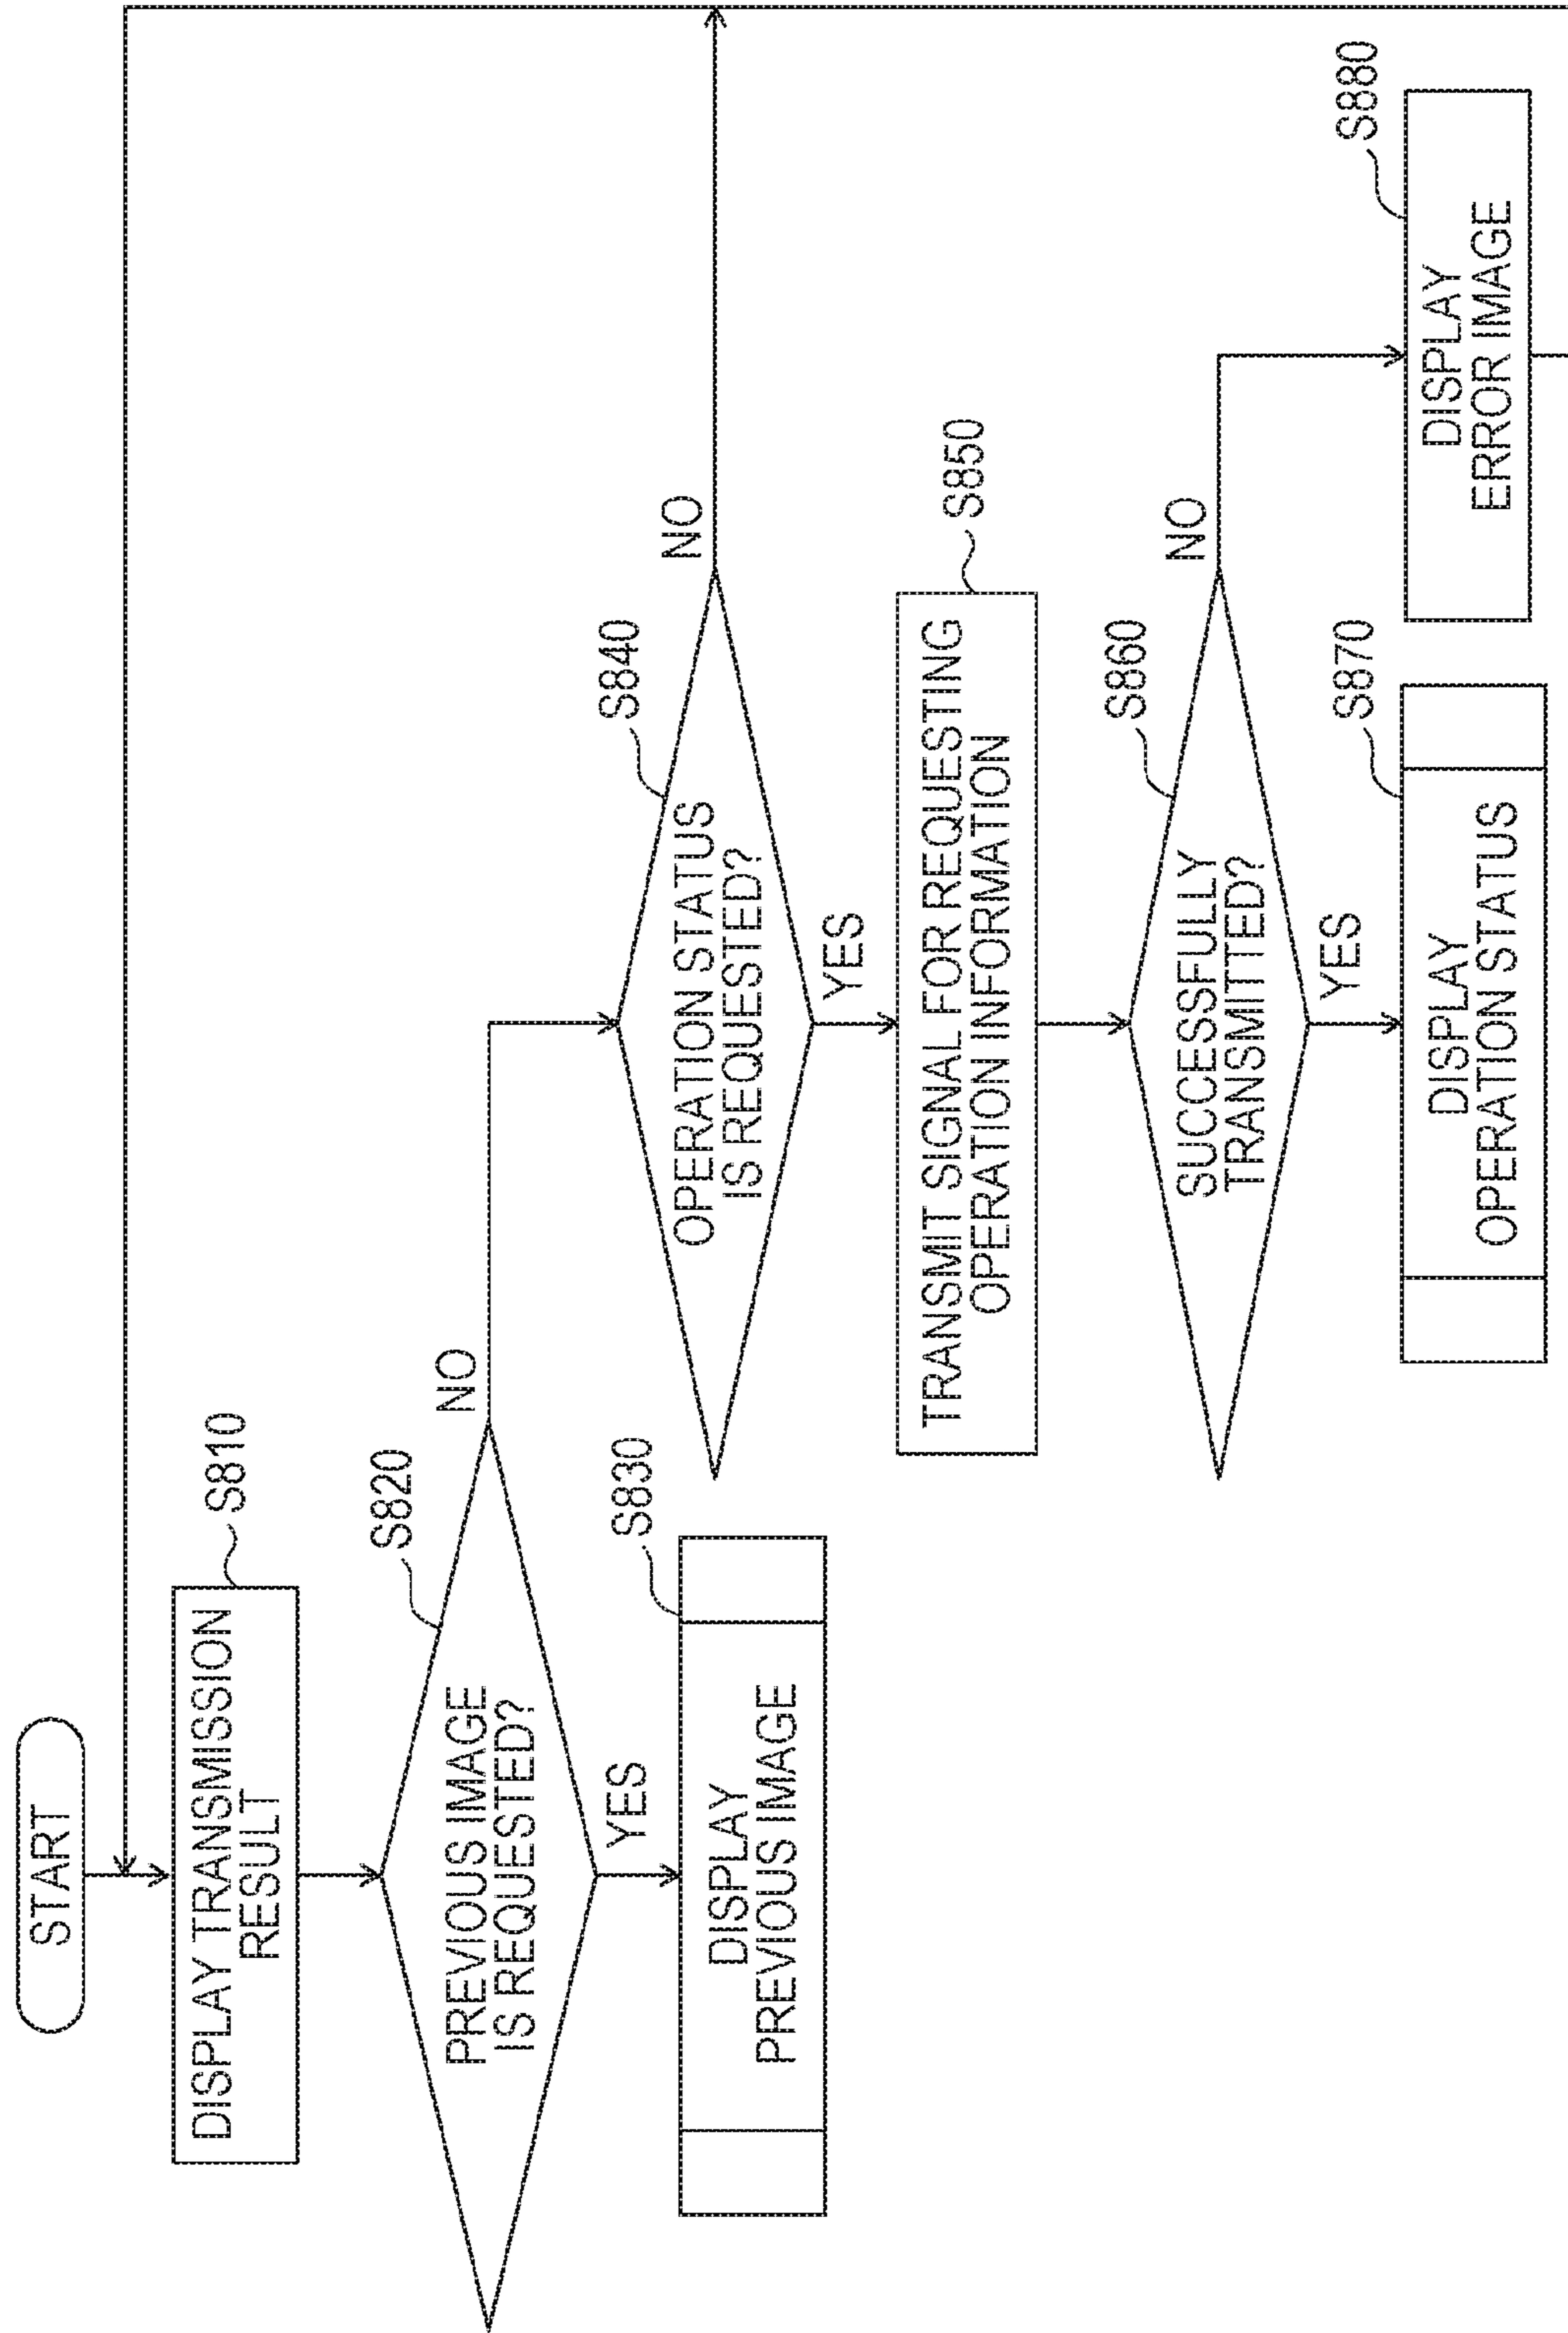 START
DISPLAY TRANSMISSION
RESULT
S810
PREVIOUS IMAGE
IS REQUESTED?
S820
NO
YES
DISPLAY
PREVIOUS IMAGE
S830
OPERATION STATUS
IS REQUESTED?
S840
NO
YES
TRANSMIT SIGNAL FOR REQUESTING
OPERATION INFORMATION
S850
SUCCESSFULLY
TRANSMITTED?
S860
NO
YES
DISPLAY
OPERATION STATUS
S870
DISPLAY
ERROR IMAGE
S880